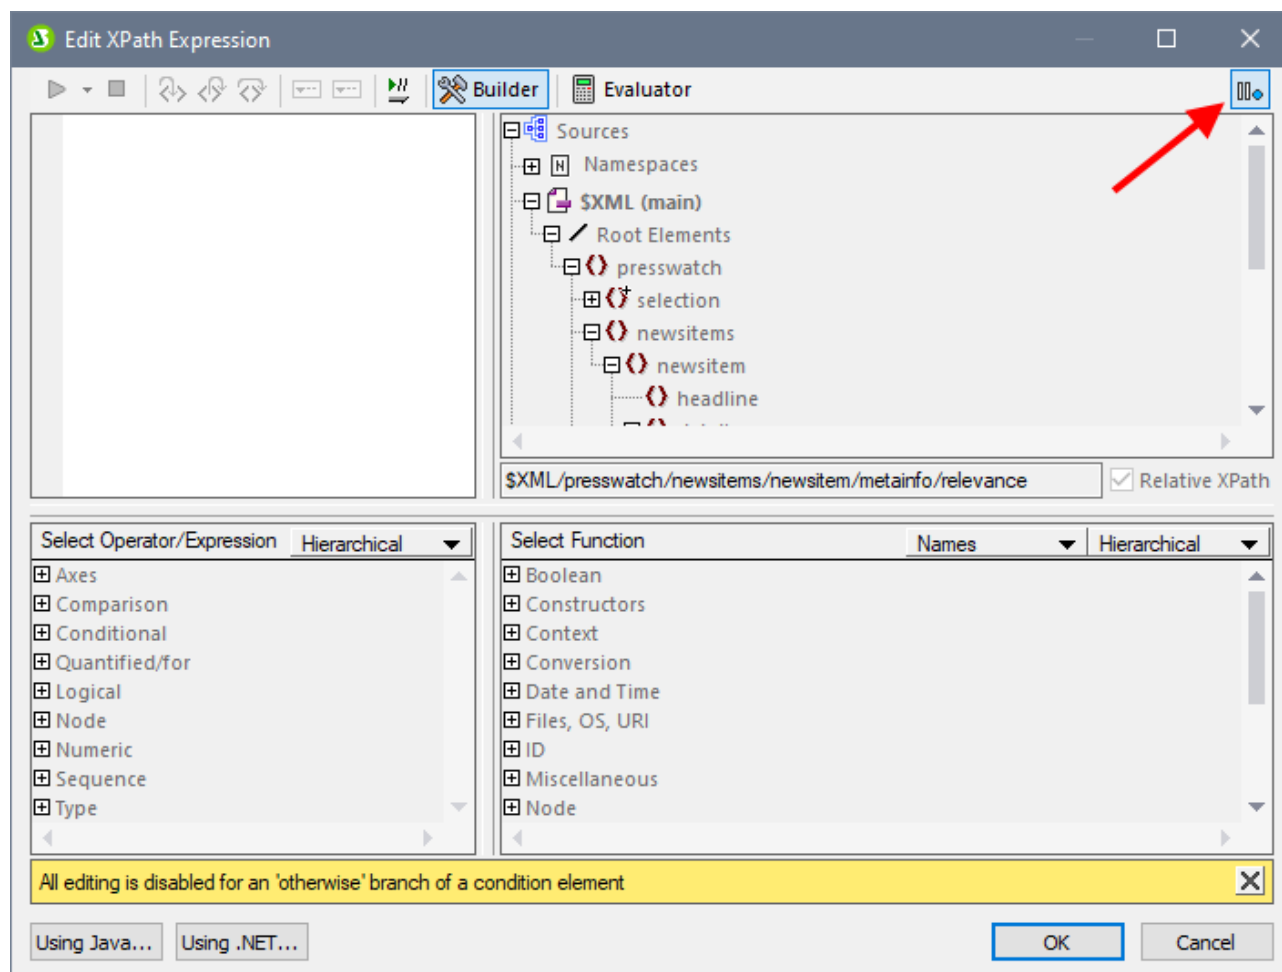 Edit XPath Expression
Builder Evaluator
Sources
Namespaces
$XML (main)
Root Elements
presswatch
selection
newsitems
newsitem
headline
$XML/presswatch/newsitems/newsitem/metainfo/relevance Relative XPath
Select Operator/Expression Hierarchical
Axes
Comparison
Conditional
Quantified/for
Logical
Node
Numeric
Sequence
Type
Select Function Names Hierarchical
Boolean
Constructors
Context
Conversion
Date and Time
Files, OS, URI
ID
Miscellaneous
Node
All editing is disabled for an 'otherwise' branch of a condition element
Using Java... Using .NET... OK Cancel